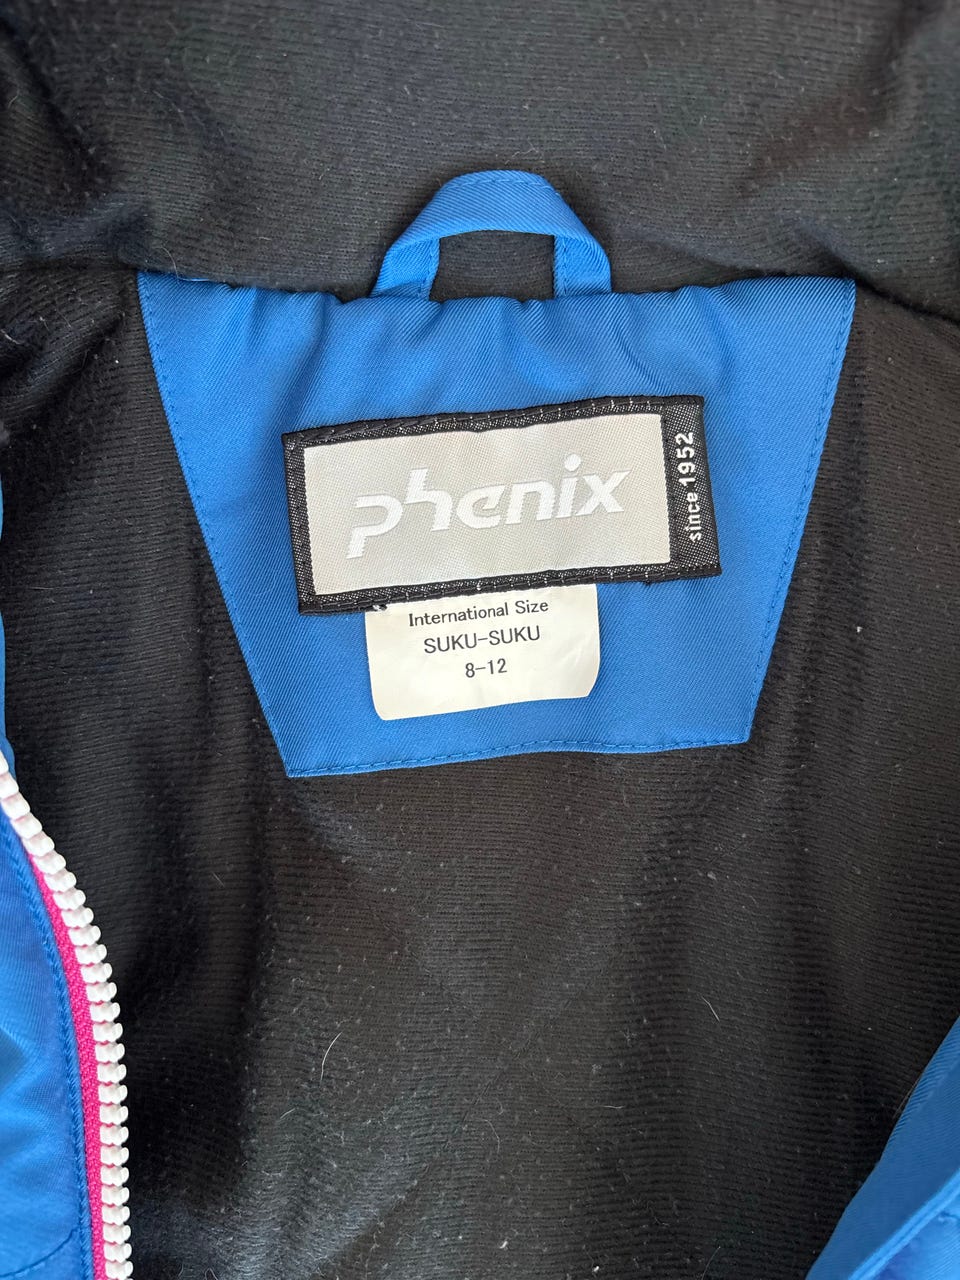 phenix
since 1952
International Size
SUKU-SUKU
8-12